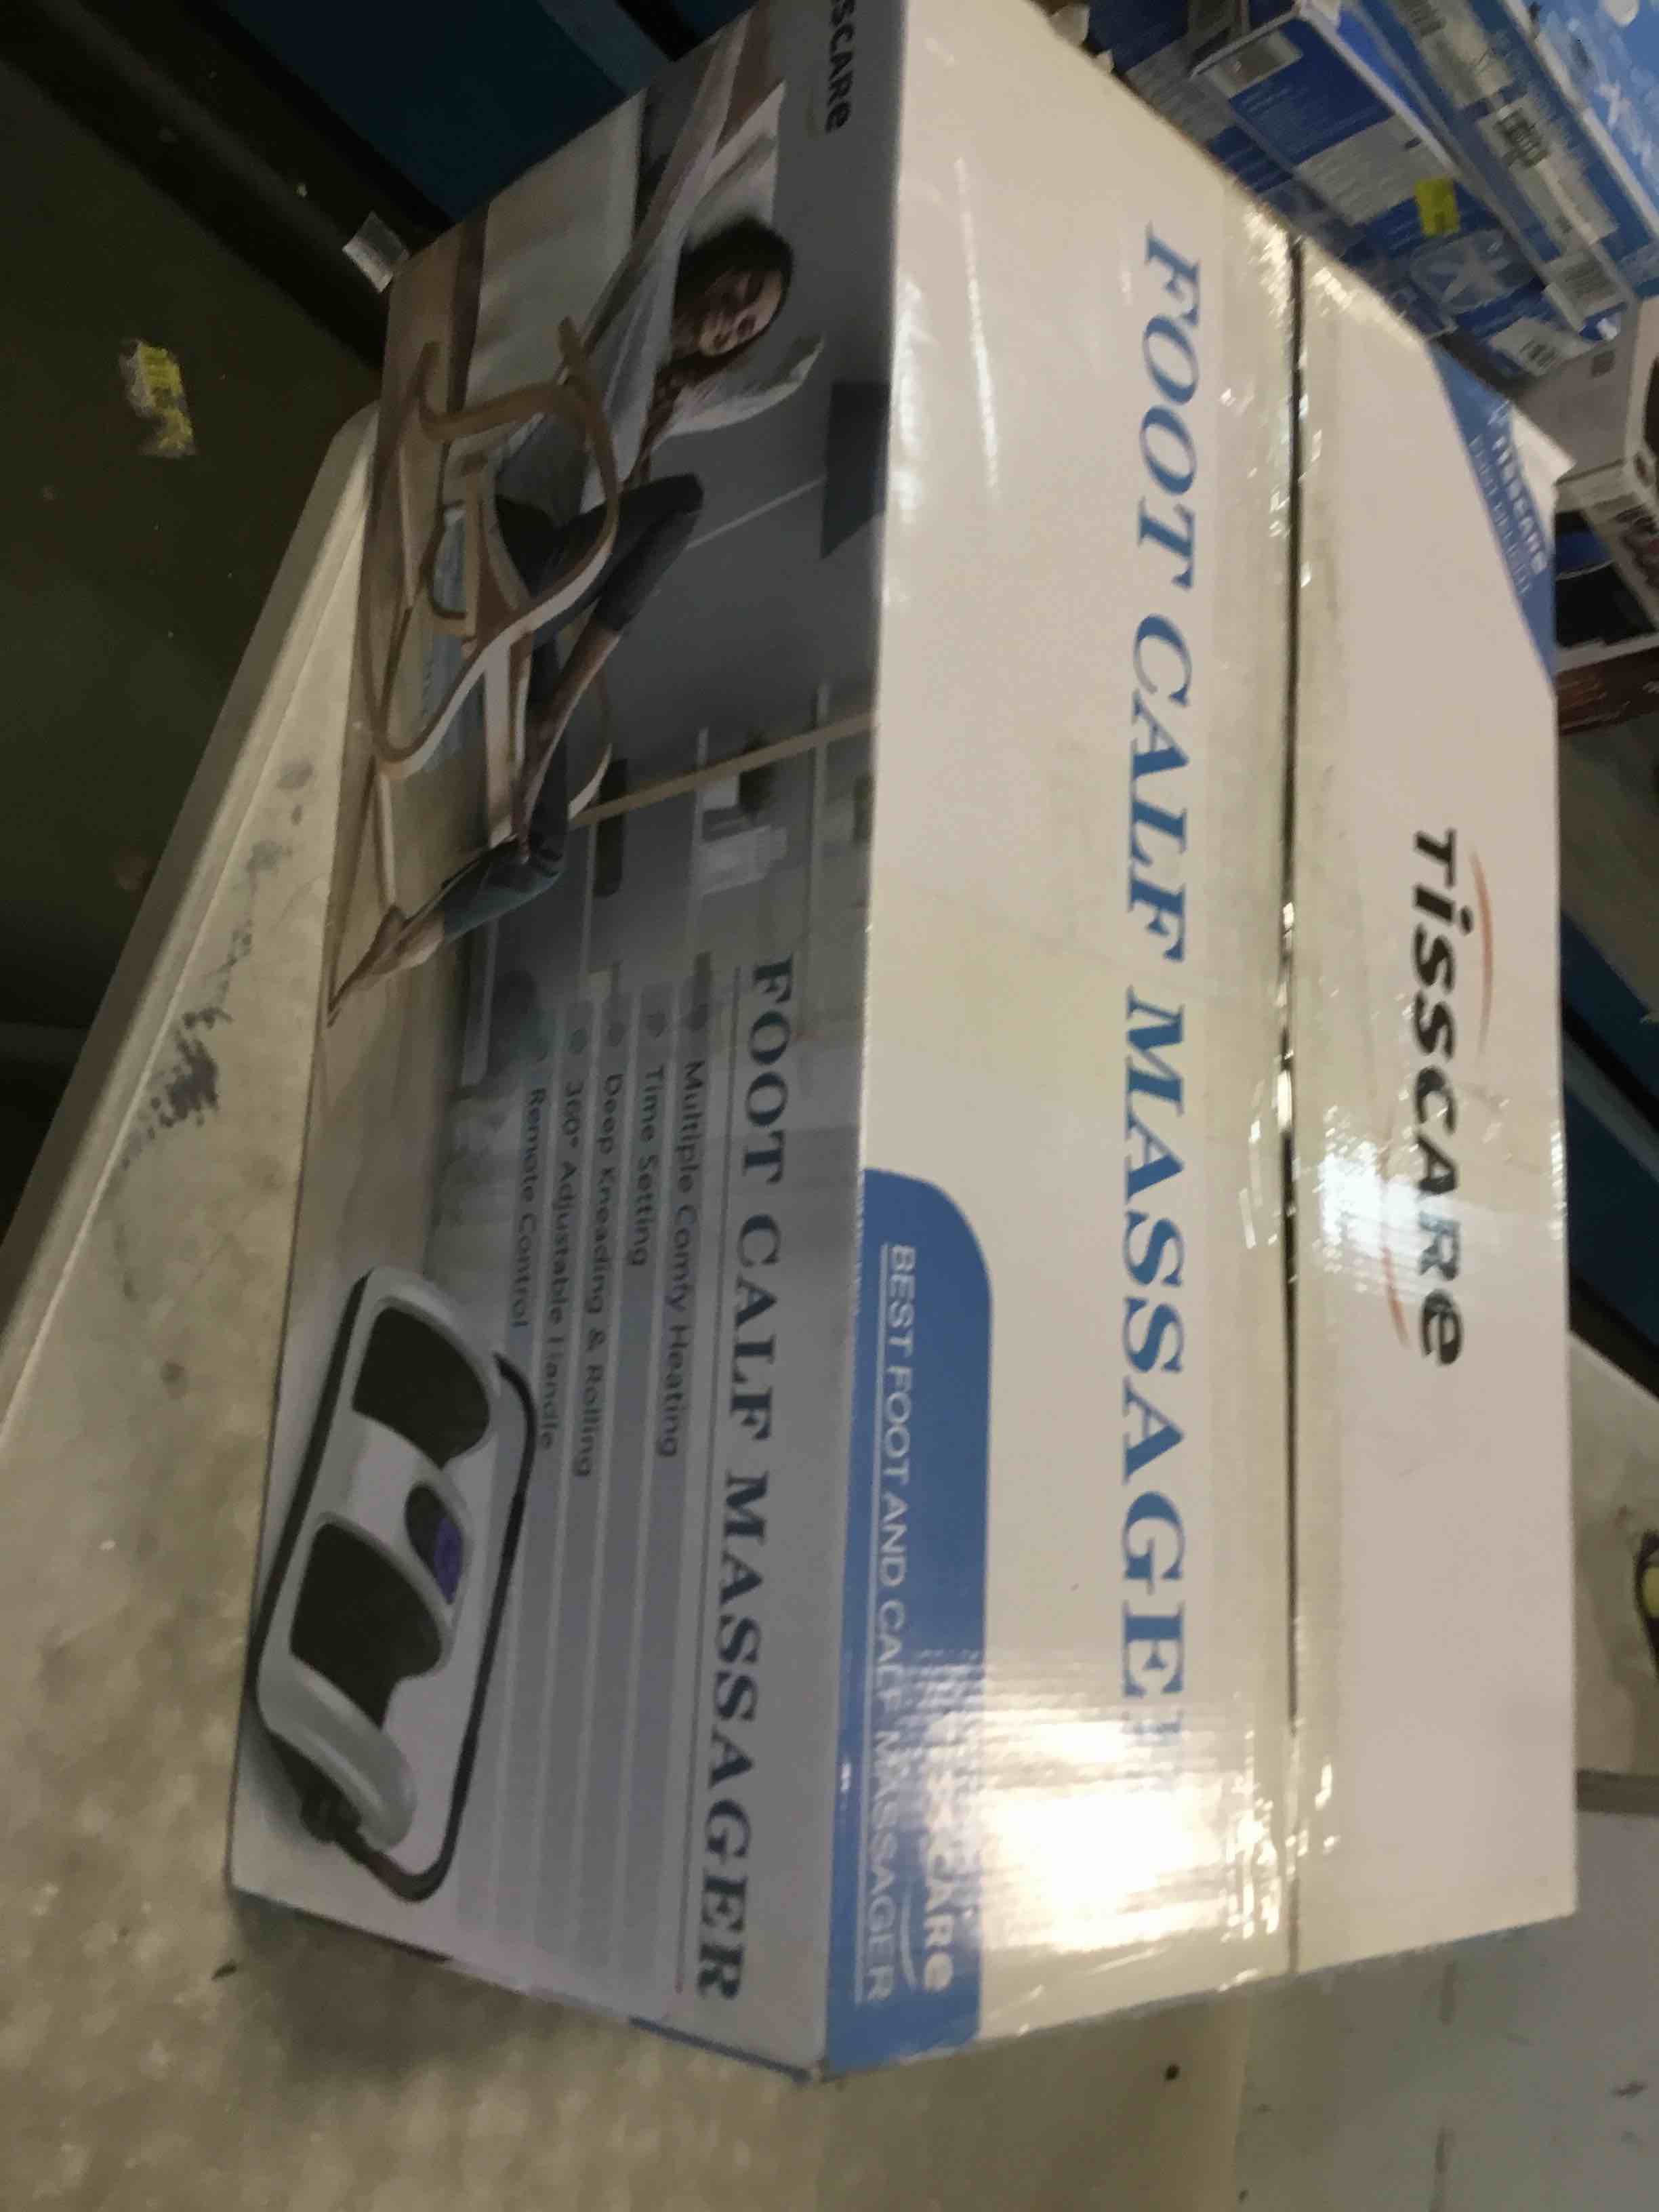 TISSCARE
FOOT CALF MASSAGE
BEST FOOT AND CALF MASSAGER
SCARE
FOOT CALF MASSAGER
Multiple Comfy Heating
Time Setting
Deep Kneading & Rolling
360° Adjustable Handle
Remote Control